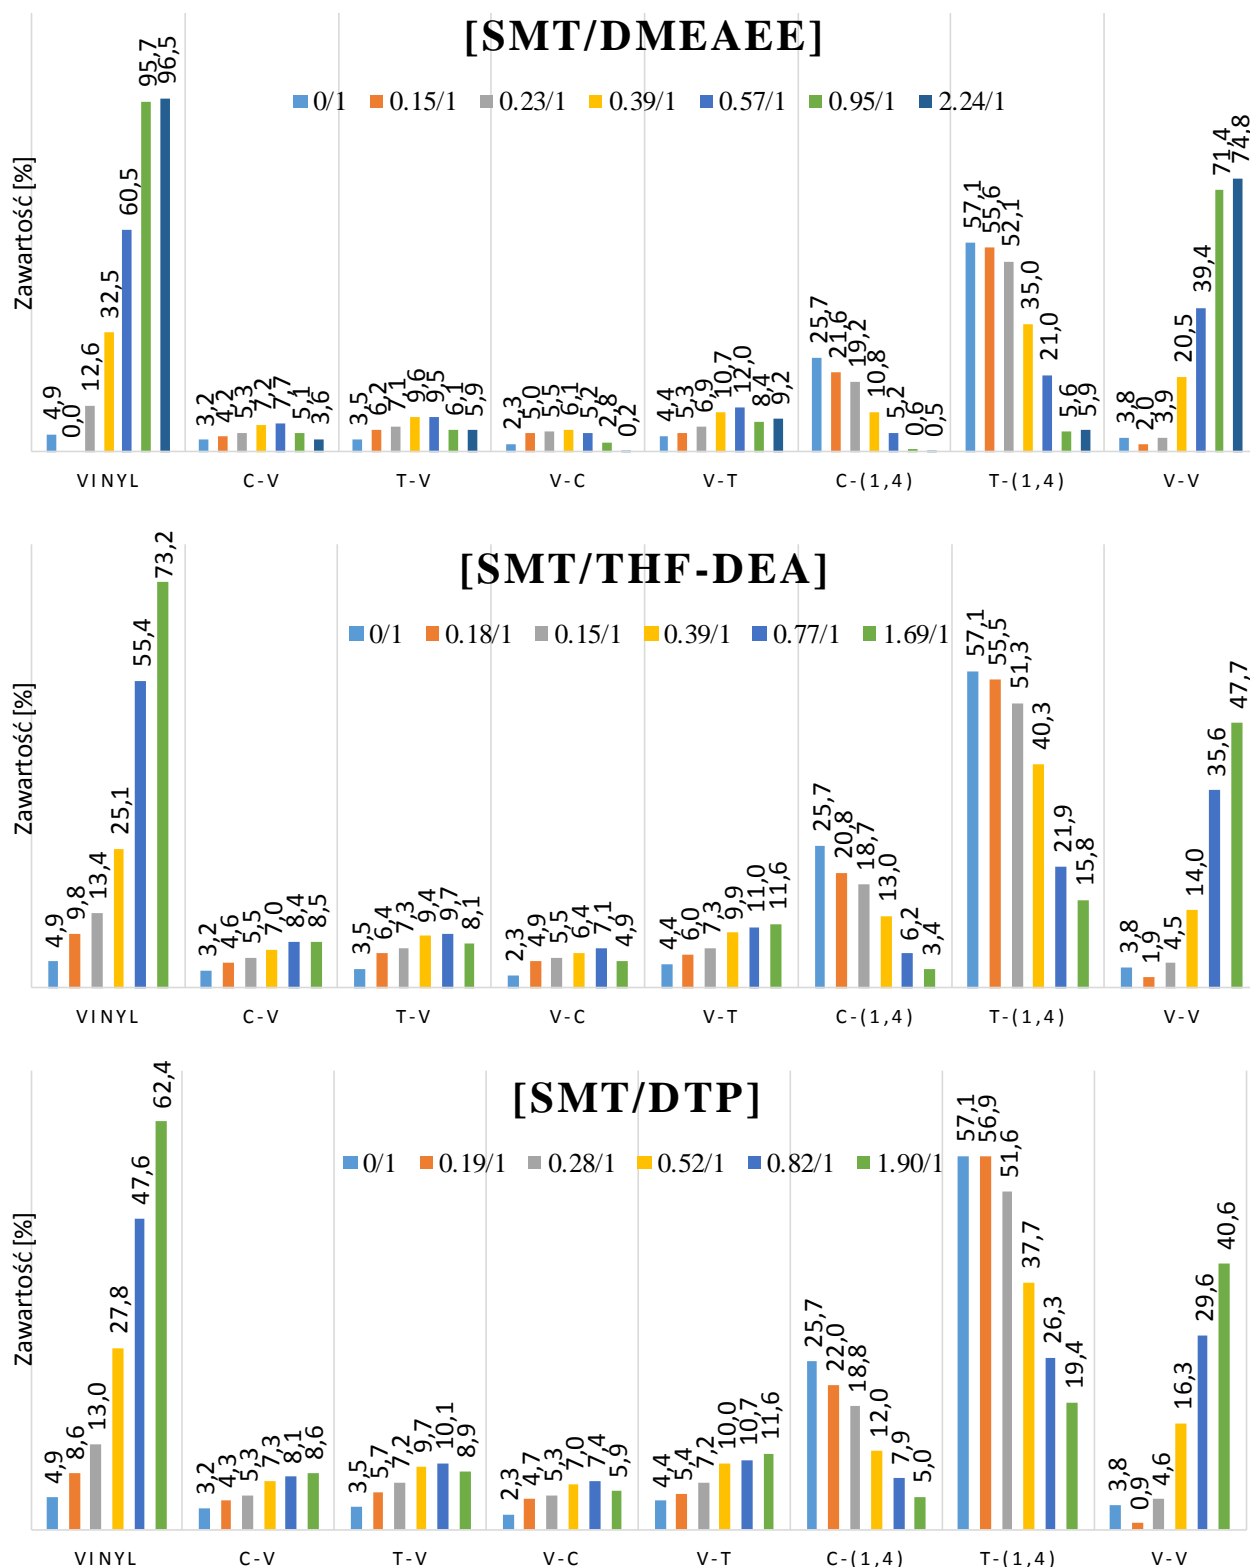 [SMT/DMEAEE]
0/1 0.15/1 0.23/1 0.39/1 0.57/1 0.95/1 2.24/1
Zawartość [%]
4,9 0,0 12,6 32,5 60,5 95,7 96,5
3,2 4,2 5,3 7,2 7,7 5,1 3,6
3,5 6,2 7,1 9,6 9,5 6,1 5,9
2,3 5,0 5,5 6,1 5,2 2,8 0,2
4,4 5,3 6,9 10,7 12,0 8,4 9,2
25,7 21,6 19,2 10,8 5,2 0,6 0,5
57,1 55,6 52,1 35,0 21,0 5,6 5,9
3,8 2,0 3,9 20,5 39,4 71,4 74,8
VINYL C-V T-V V-C V-T C-(1,4) T-(1,4) V-V
[SMT/THF-DEA]
0/1 0.18/1 0.15/1 0.39/1 0.77/1 1.69/1
Zawartość [%]
4,9 9,8 13,4 25,1 55,4 73,2
3,2 4,6 5,5 7,0 8,4 8,5
3,5 6,4 7,3 9,4 9,7 8,1
2,3 4,9 5,5 6,4 7,1 4,9
4,4 6,0 7,3 9,9 11,0 11,6
25,7 20,8 18,7 13,0 6,2 3,4
57,1 55,5 51,3 40,3 21,9 15,8
3,8 1,9 4,5 14,0 35,6 47,7
VINYL C-V T-V V-C V-T C-(1,4) T-(1,4) V-V
[SMT/DTP]
0/1 0.19/1 0.28/1 0.52/1 0.82/1 1.90/1
Zawartość [%]
4,9 8,6 13,0 27,8 47,6 62,4
3,2 4,3 5,3 7,3 8,1 8,6
3,5 5,7 7,2 9,7 10,1 8,9
2,3 4,7 5,3 7,0 7,4 5,9
4,4 5,4 7,2 10,0 10,7 11,6
25,7 22,0 18,8 12,0 7,9 5,0
57,1 56,9 51,6 37,7 26,3 19,4
3,8 0,9 4,6 16,3 29,6 40,6
VINYL C-V T-V V-C V-T C-(1,4) T-(1,4) V-V